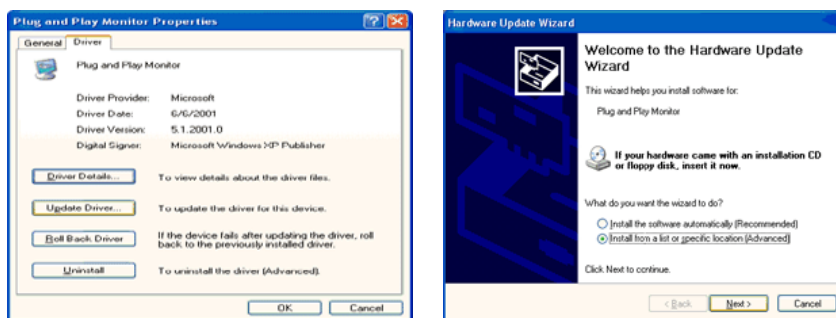 Plug and Play Monitor Properties
General Driver
Plug and Play Monitor
Driver Provider: Microsoft
Driver Date: 6/6/2001
Driver Version: 5.1.2001.0
Digital Signer: Microsoft Windows XP Publisher
Driver Details... To view details about the driver files.
Update Driver... To update the driver for this device.
Roll Back Driver If the device fails after updating the driver, roll
back to the previously installed driver.
Uninstall To uninstall the driver (Advanced).
OK Cancel
Hardware Update Wizard
Welcome to the Hardware Update
Wizard
This wizard helps you install software for:
Plug and Play Monitor
If your hardware came with an installation CD
or floppy disk, insert it now.
What do you want the wizard to do?
Install the software automatically (Recommended)
Install from a list or specific location (Advanced)
Click Next to continue.
< Back Next > Cancel